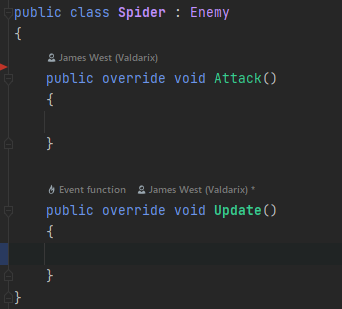 public class Spider : Enemy
{
James West (Valdarix)
public override void Attack()
{
}
Event function James West (Valdarix) *
public override void Update()
{
}
}